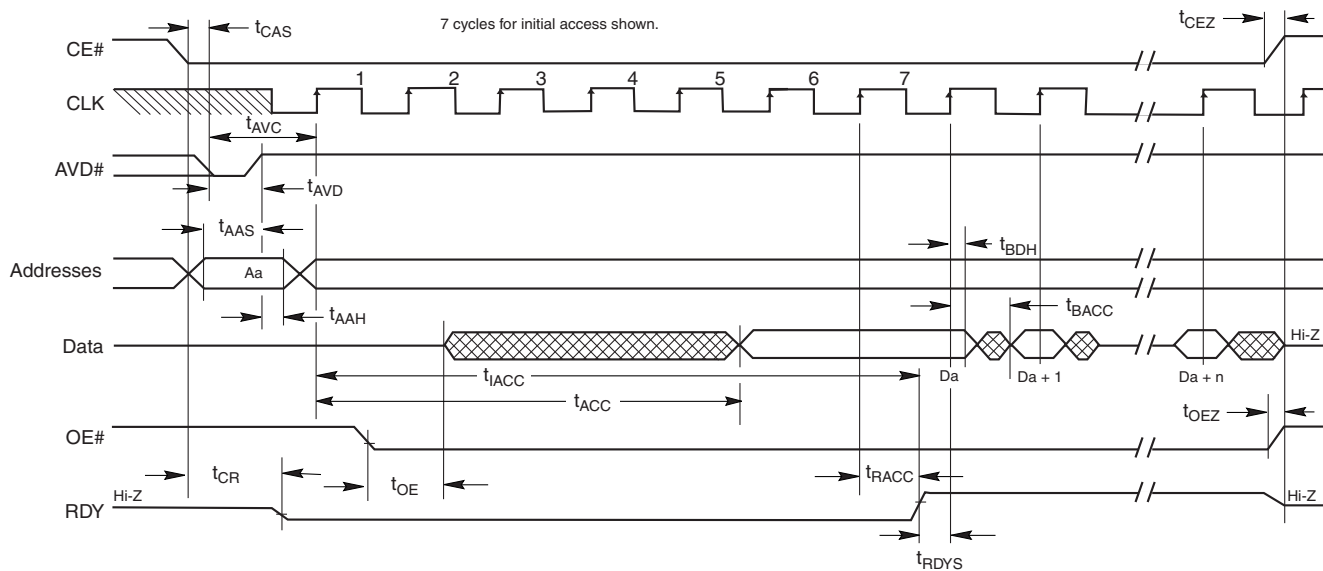 7 cycles for initial access shown.
tCAS
tCEZ
CE#
1 2 3 4 5 6 7
CLK
tAVC
AVD#
tAVD
tAAS
tBDH
Addresses
Aa
tAAH
tBACC
Data
Hi-Z
tIACC
Da
Da + 1
Da + n
tACC
tOEZ
OE#
tCR
tOE
tRACC
Hi-Z
Hi-Z
RDY
tRDYS